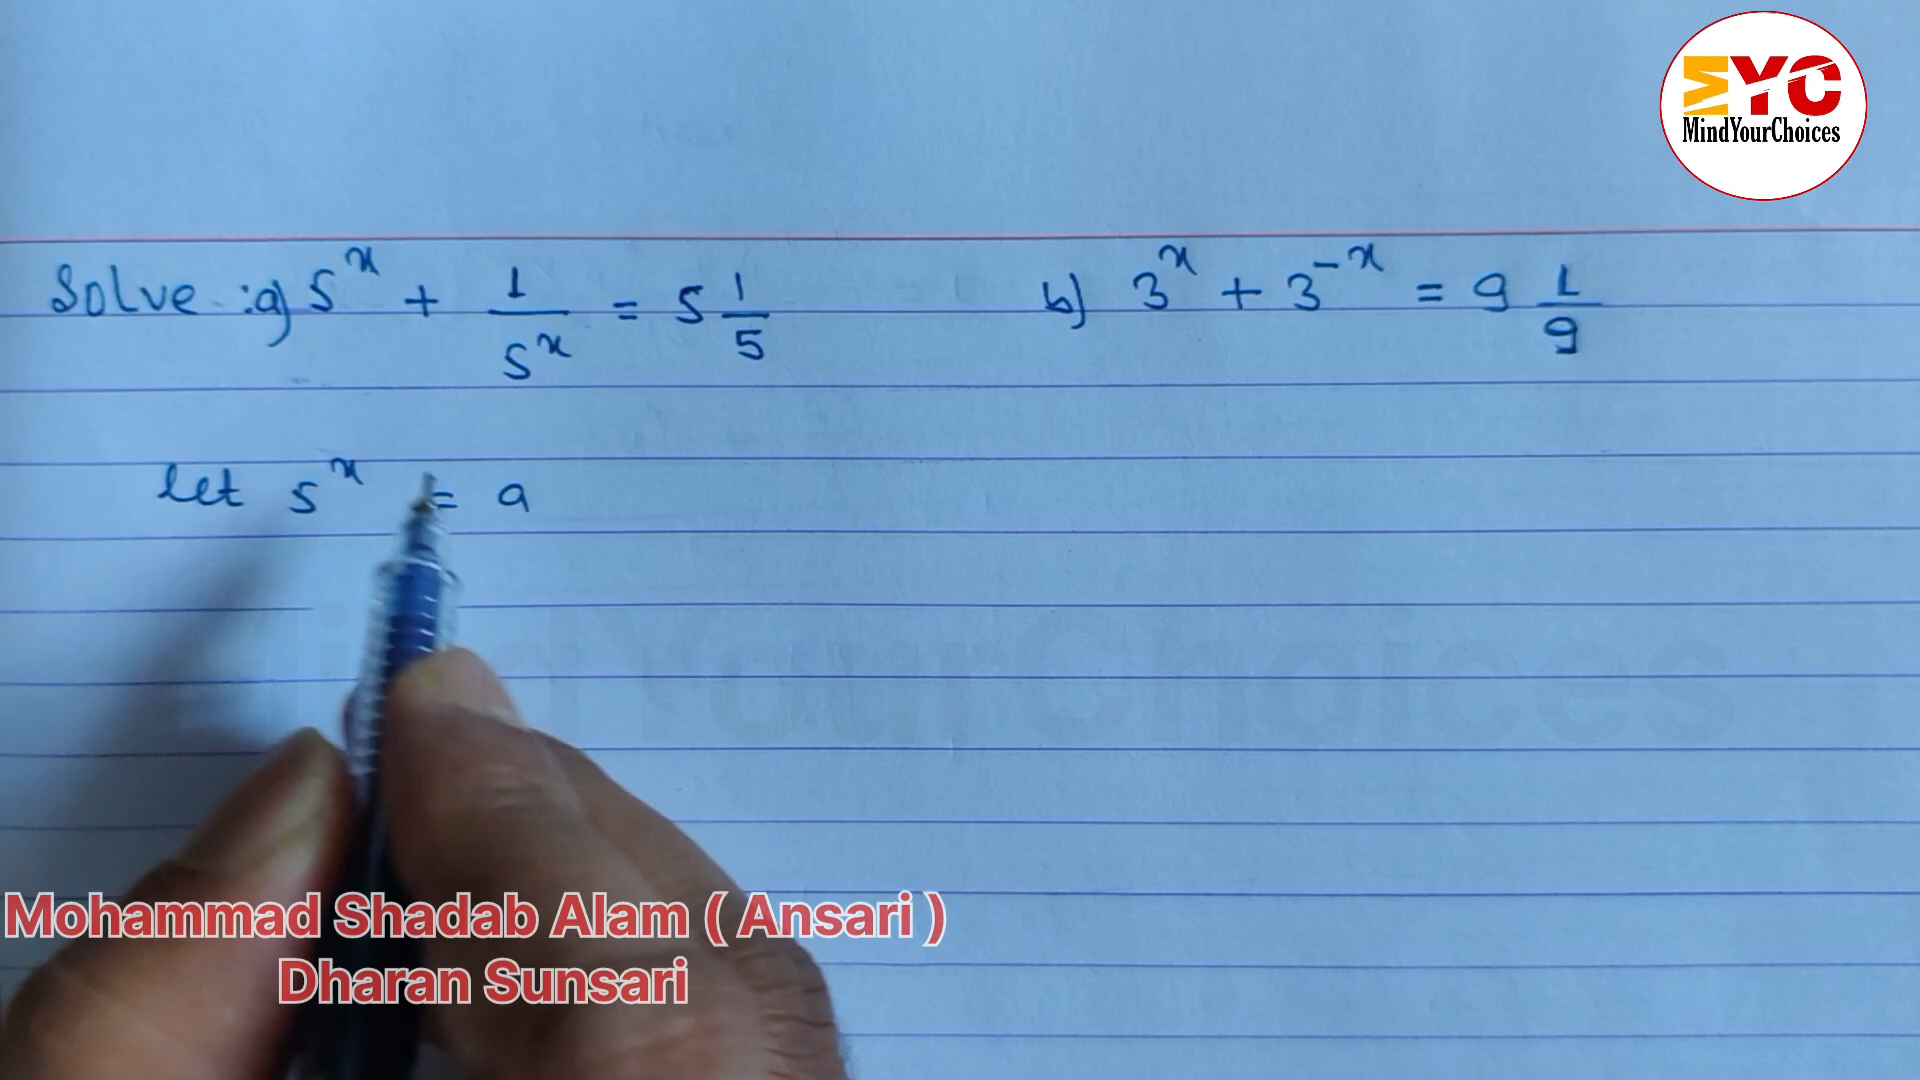 MYC
MindYourChoices
Solve :a) 5^x + 1/5^x = 5 1/5    b) 3^x + 3^-x = 9 1/9
let 5^x = a
MindYourChoices
Mohammad Shadab Alam ( Ansari )
Dharan Sunsari